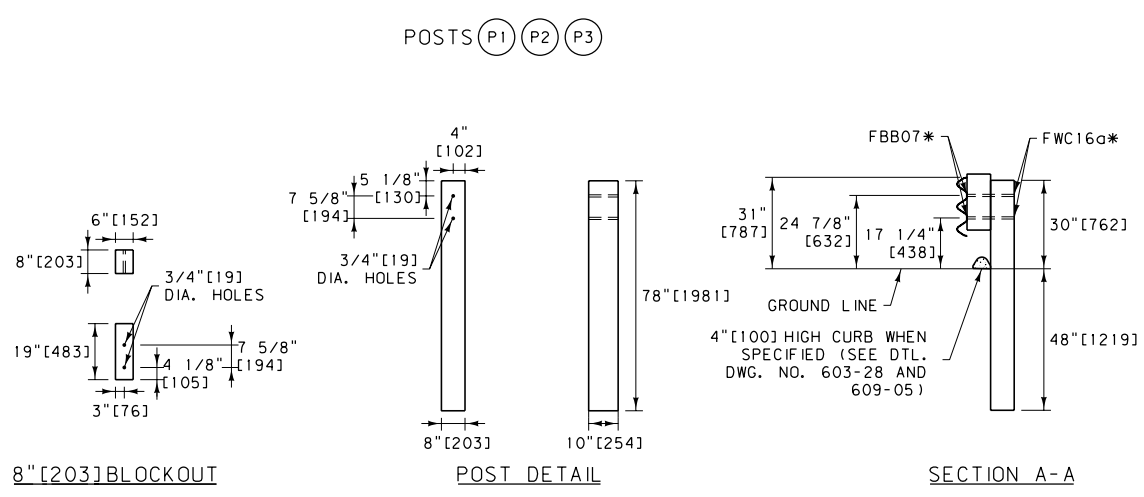 POSTS P1 P2 P3
6"[152]
8"[203]
3/4"[19]
DIA. HOLES
19"[483]
7 5/8"
[194]
4 1/8"
[105]
3"[76]
8"[203]BLOCKOUT
4"
[102]
5 1/8"
[130]
7 5/8"
[194]
3/4"[19]
DIA. HOLES
78"[1981]
8"[203]
10"[254]
POST DETAIL
FBB07*
FWC16a*
31"
[787]
24 7/8"
[632]
17 1/4"
[438]
30"[762]
GROUND LINE
4"[100] HIGH CURB WHEN
SPECIFIED (SEE DTL.
DWG. NO. 603-28 AND
609-05)
48"[1219]
SECTION A-A